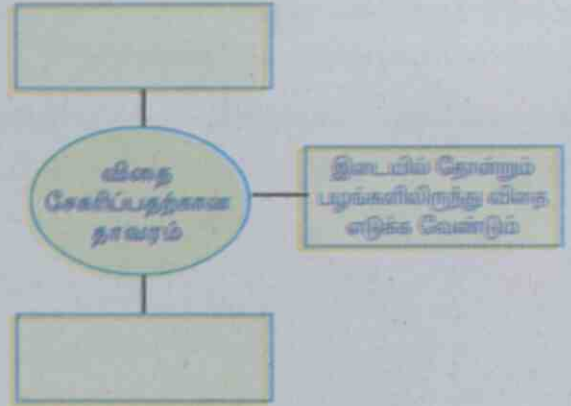 விதை
சேகரிப்பதற்கான
தாவரம்
இடையில் தோன்றும்
பழங்களிலிருந்து விதை
எடுக்க வேண்டும்